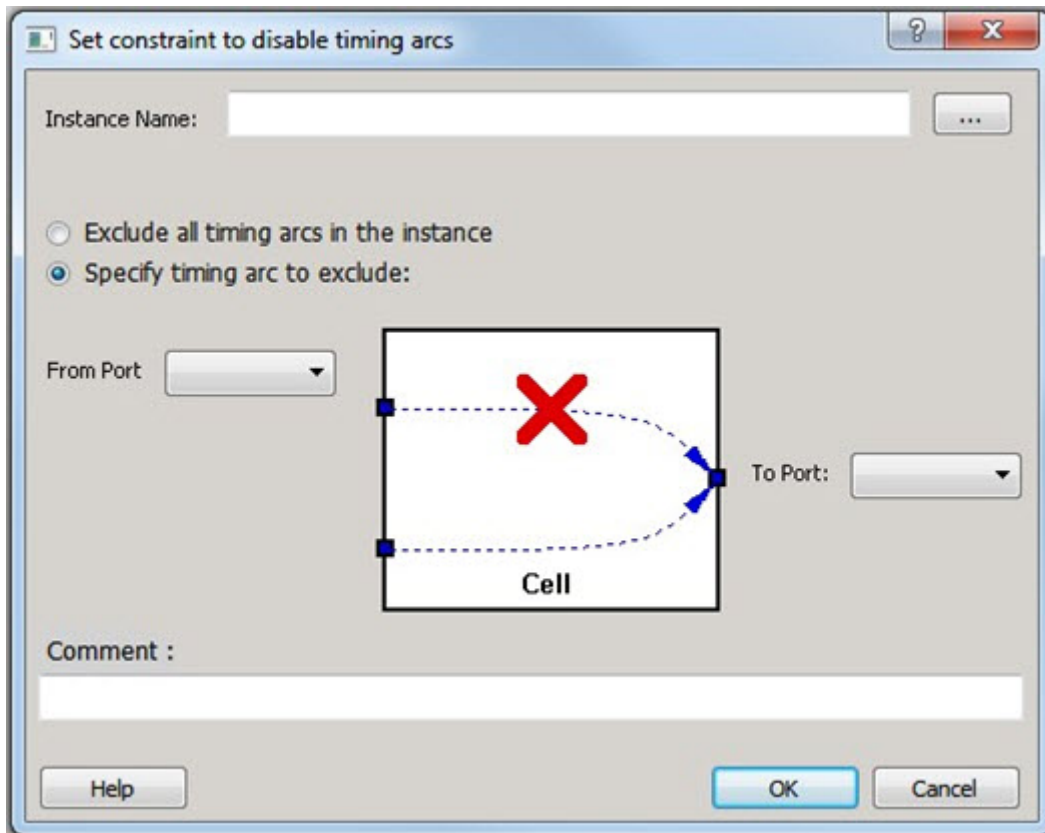 Set constraint to disable timing arcs
Instance Name:
...
Exclude all timing arcs in the instance
Specify timing arc to exclude:
From Port
To Port:
Cell
Comment :
Help
OK
Cancel